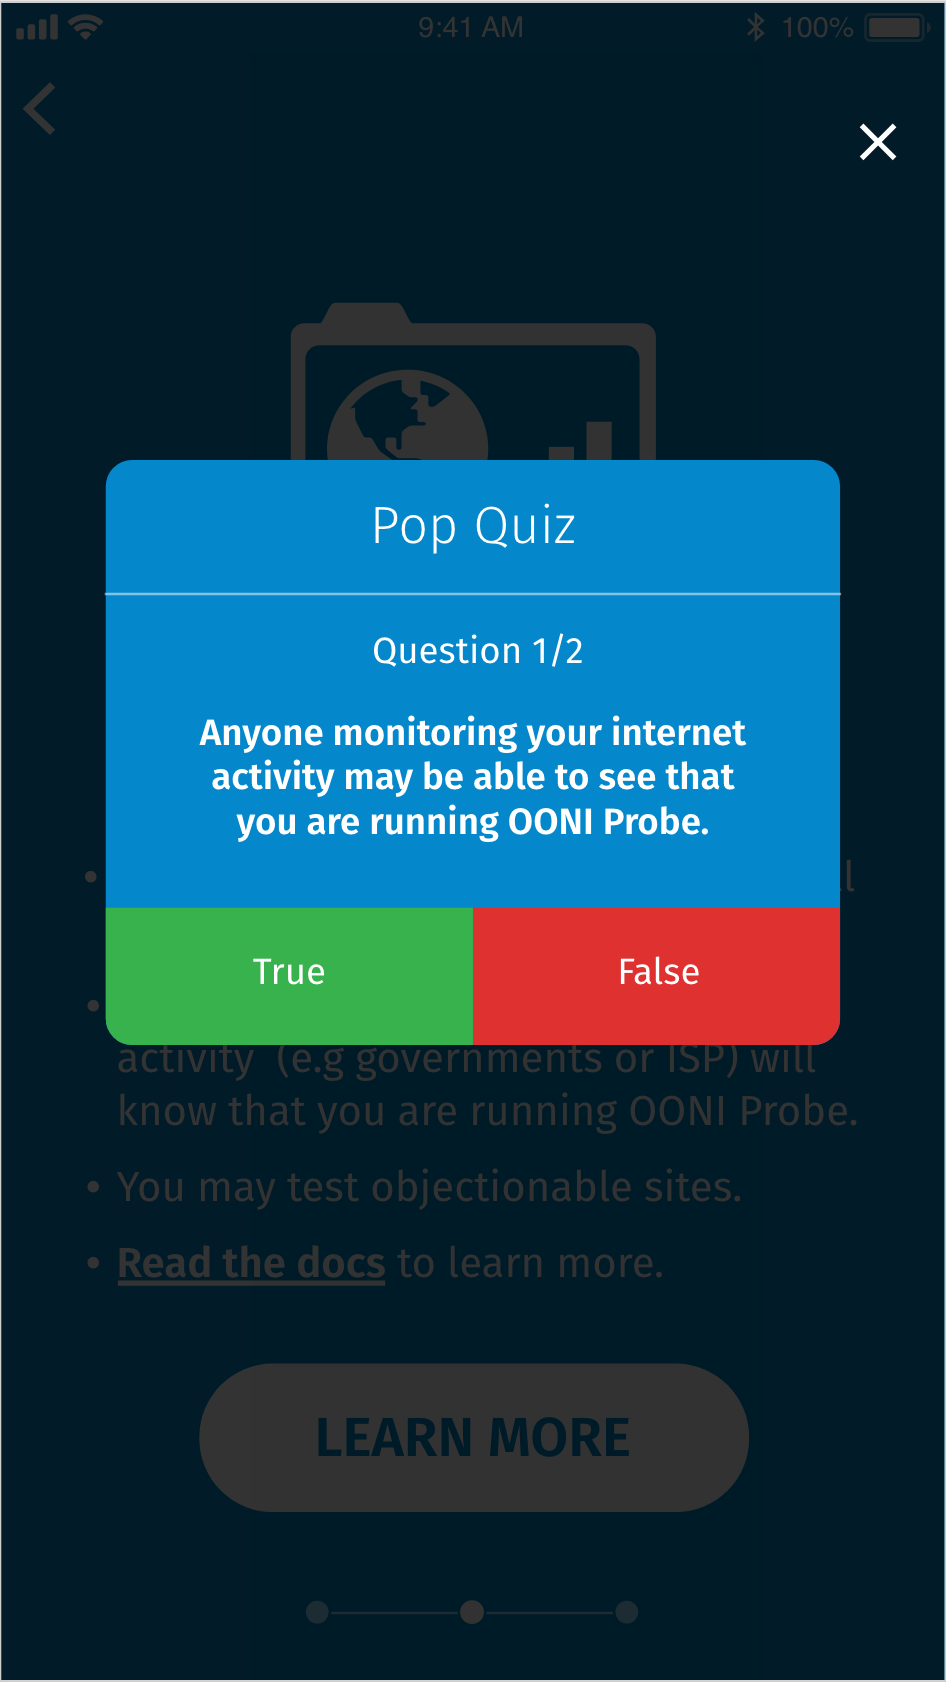 9:41 AM
100%
Pop Quiz
Question 1/2
Anyone monitoring your internet
activity may be able to see that
you are running OONI Probe.
True
False
activity (e.g governments or ISP) will
know that you are running OONI Probe.
• You may test objectionable sites.
• Read the docs to learn more.
LEARN MORE